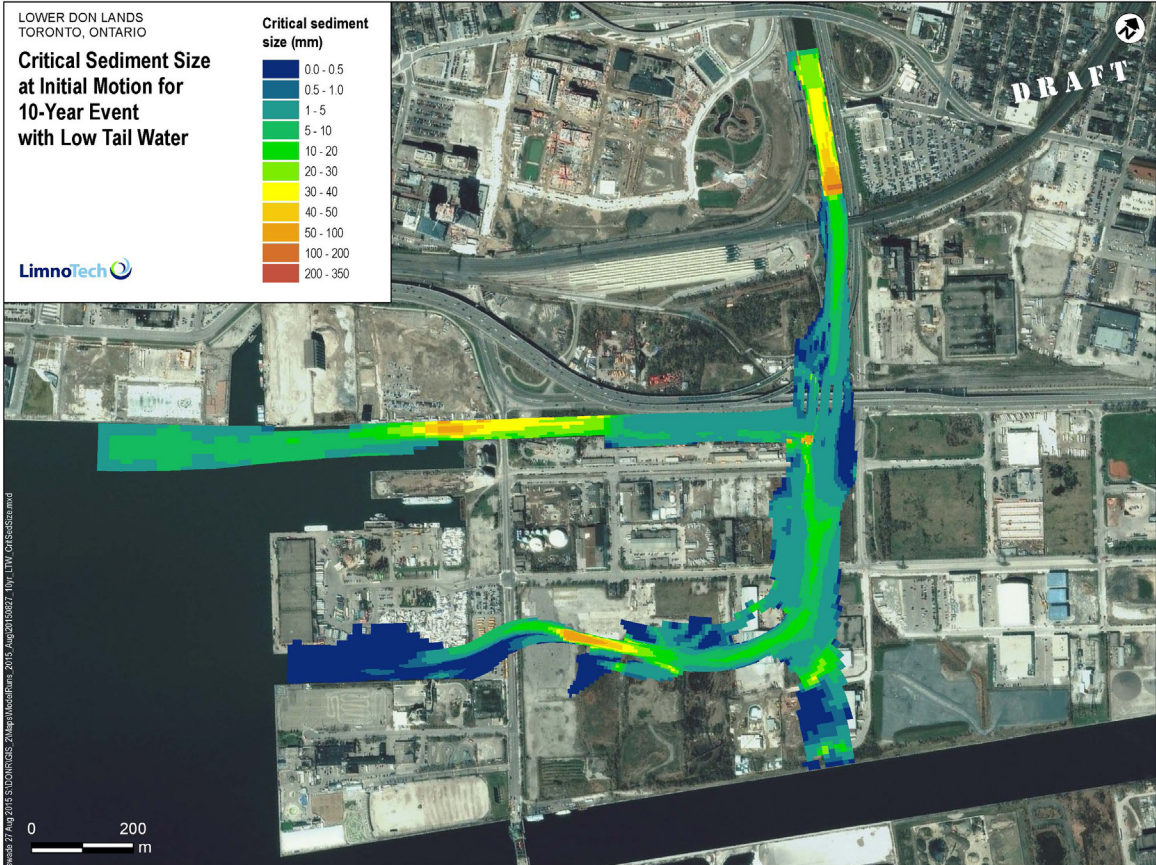 LOWER DON LANDS
TORONTO, ONTARIO
Critical Sediment Size
at Initial Motion for
10-Year Event
with Low Tail Water
LimnoTech
Critical sediment
size (mm)
0.0 - 0.5
0.5 - 1.0
1 - 5
5 - 10
10 - 20
20 - 30
30 - 40
40 - 50
50 - 100
100 - 200
200 - 350
DRAFT
0 200
m